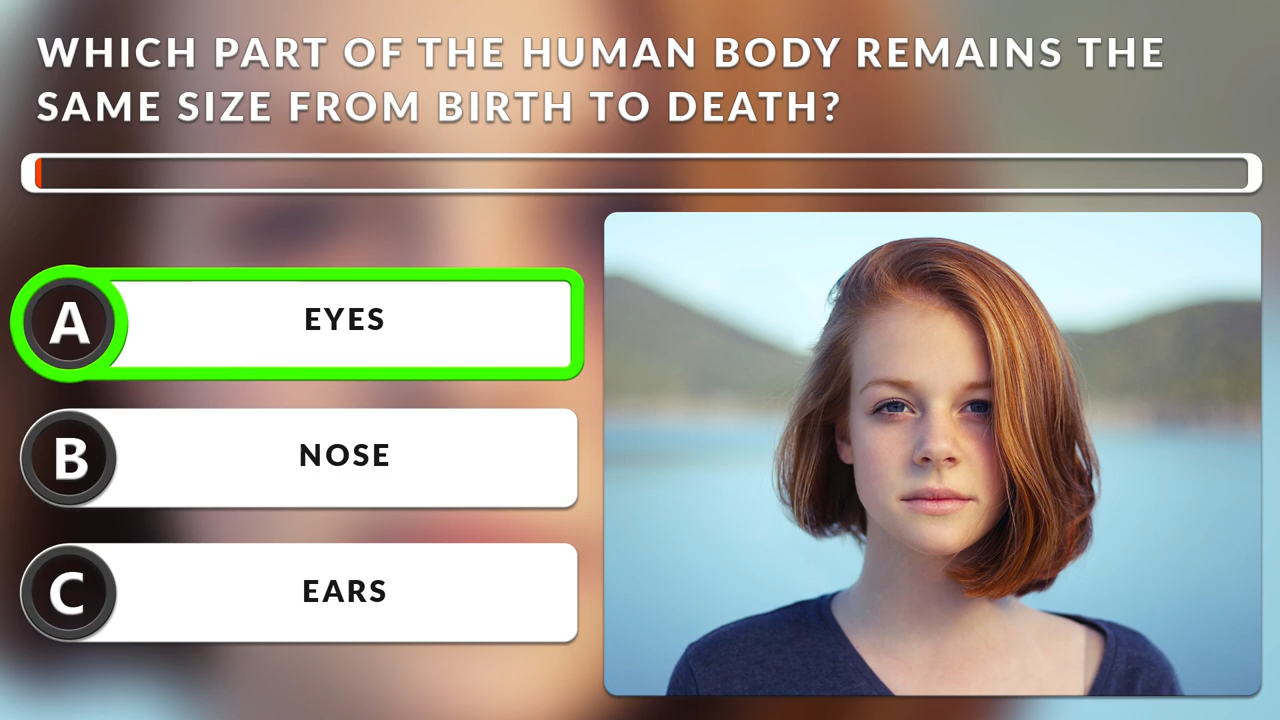 WHICH PART OF THE HUMAN BODY REMAINS THE
SAME SIZE FROM BIRTH TO DEATH?
A EYES
B NOSE
C EARS